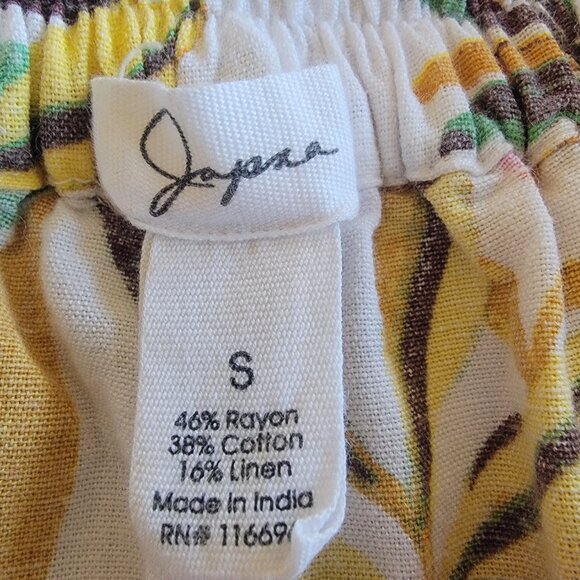 Japna
S
46% Rayon
38% Cotton
16% Linen
Made in India
RN# 11669